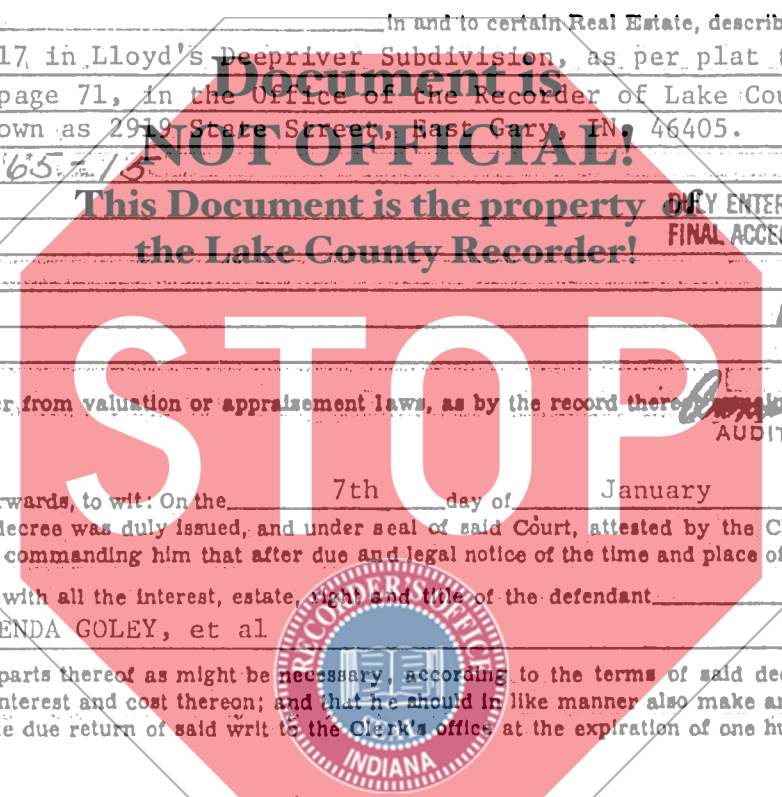 in and to certain Real Estate, describ
17 in Lloyd's Deepriver Subdivision, as per plat
Document is
page 71, in the Office of the Recorder of Lake Cou
own as 2919 State Street, East Gary, IN. 46405.
NOT OFFICIAL!
65-15
This Document is the property of
DULY ENTER
the Lake County Recorder!
FINAL ACCE
STOP
er from valuation or appraisement laws, as by the record there
AUDIT
rwards, to wit: On the 7th day of January
decree was duly issued, and under seal of said Court, attested by the C
commanding him that after due and legal notice of the time and place of
with all the interest, estate, right and title of the defendant
ENDA GOLEY, et al
RECORDER'S OFFICE
parts thereof as might be necessary, according to the terms of said dec
nterest and cost thereon; and that he should in like manner also make a
e due return of said writ to the Clerk's office at the expiration of one hu
SEAL
INDIANA